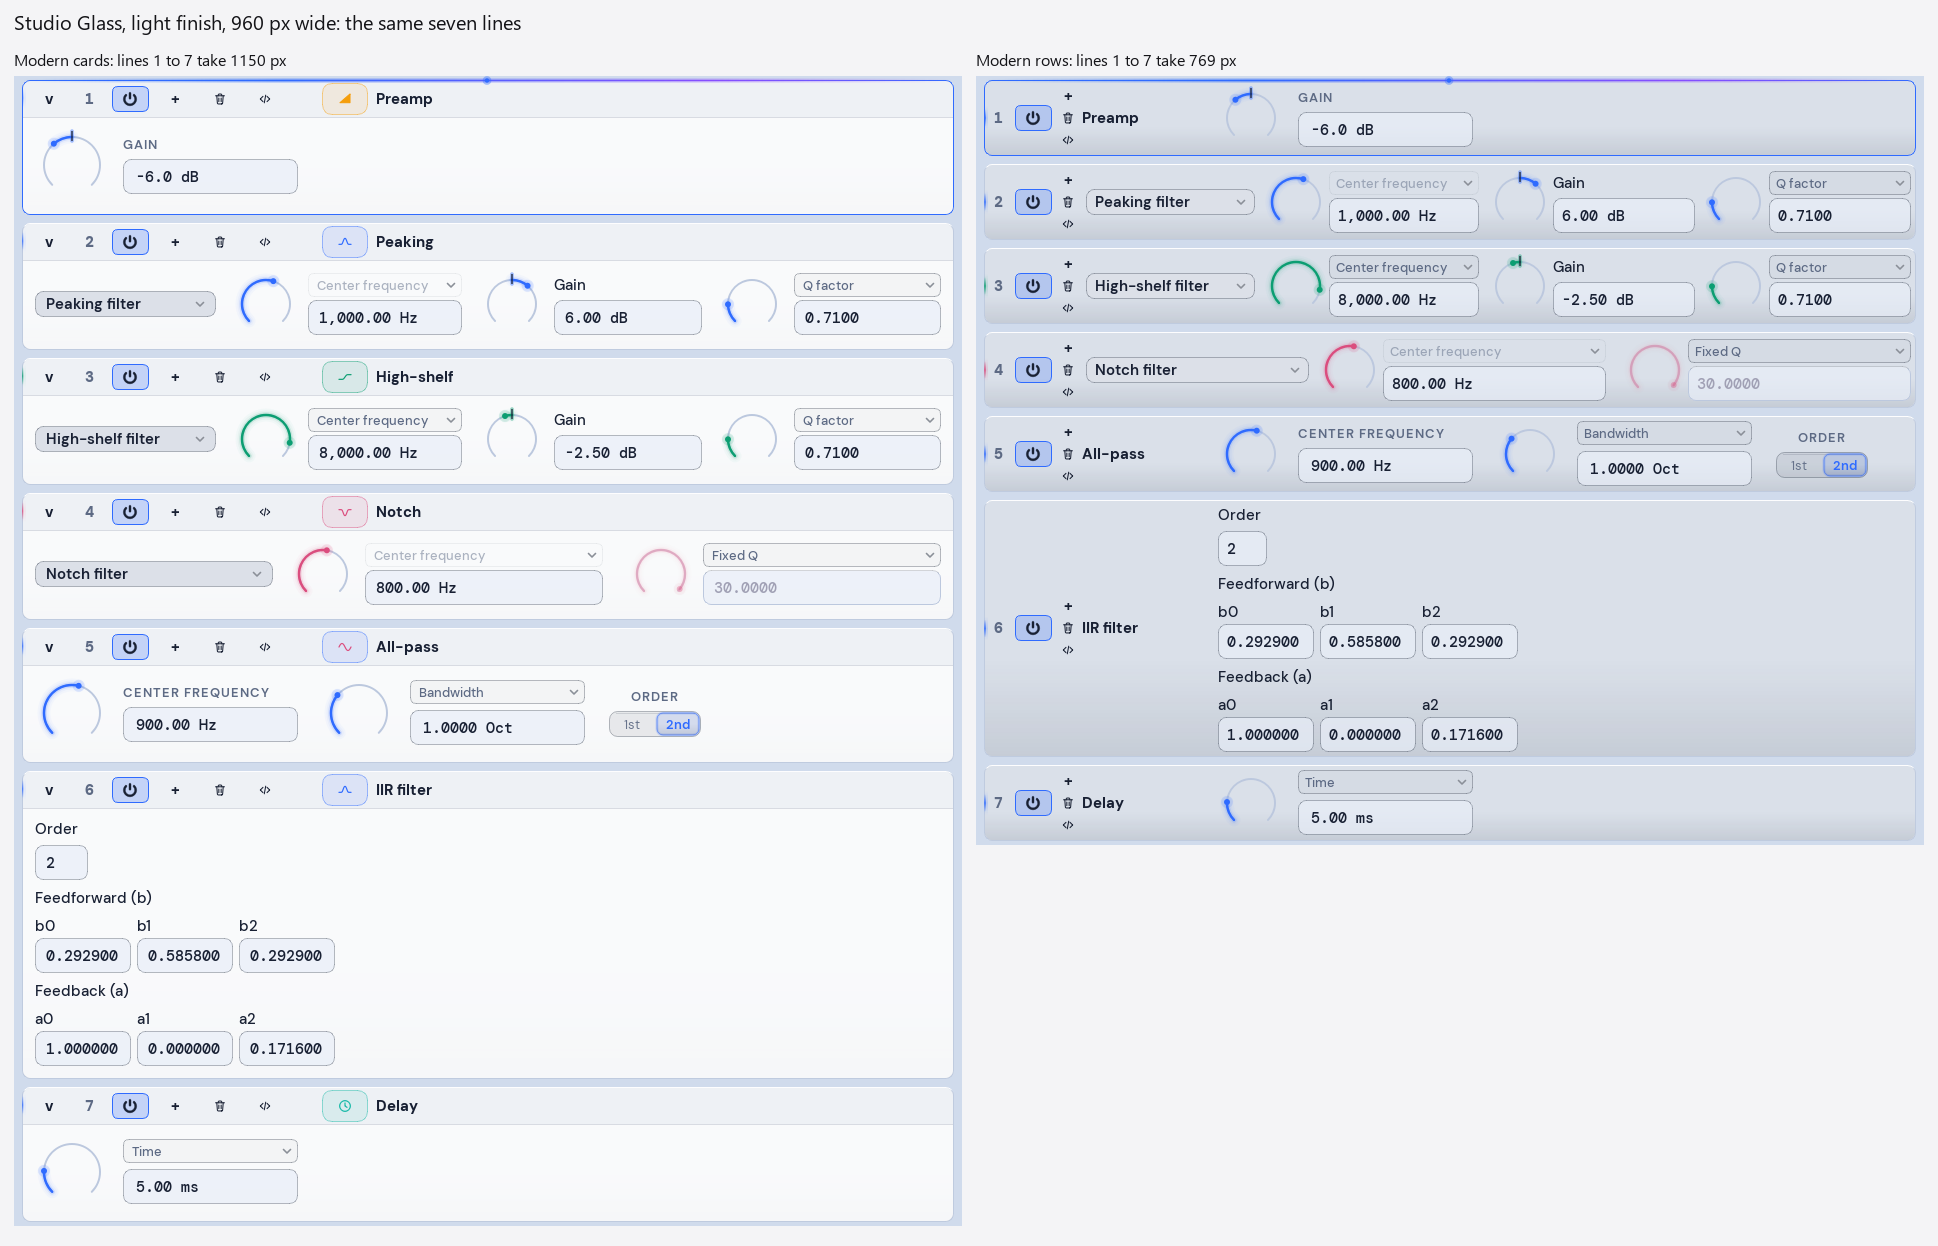 Studio Glass, light finish, 960 px wide: the same seven lines
Modern cards: lines 1 to 7 take 1150 px
v 1 + </> Preamp
GAIN
-6.0 dB
v 2 + </> Peaking
Peaking filter
Center frequency
1,000.00 Hz
Gain
6.00 dB
Q factor
0.7100
v 3 + </> High-shelf
High-shelf filter
Center frequency
8,000.00 Hz
Gain
-2.50 dB
Q factor
0.7100
v 4 + </> Notch
Notch filter
Center frequency
800.00 Hz
Fixed Q
30.0000
v 5 + </> All-pass
CENTER FREQUENCY
900.00 Hz
Bandwidth
1.0000 Oct
ORDER
1st 2nd
v 6 + </> IIR filter
Order
2
Feedforward (b)
b0 b1 b2
0.292900 0.585800 0.292900
Feedback (a)
a0 a1 a2
1.000000 0.000000 0.171600
v 7 + </> Delay
Time
5.00 ms
Modern rows: lines 1 to 7 take 769 px
1 + </> Preamp
GAIN
-6.0 dB
2 + </> Peaking filter
Center frequency
1,000.00 Hz
Gain
6.00 dB
Q factor
0.7100
3 + </> High-shelf filter
Center frequency
8,000.00 Hz
Gain
-2.50 dB
Q factor
0.7100
4 + </> Notch filter
Center frequency
800.00 Hz
Fixed Q
30.0000
5 + </> All-pass
CENTER FREQUENCY
900.00 Hz
Bandwidth
1.0000 Oct
ORDER
1st 2nd
6 + </> IIR filter
Order
2
Feedforward (b)
b0 b1 b2
0.292900 0.585800 0.292900
Feedback (a)
a0 a1 a2
1.000000 0.000000 0.171600
7 + </> Delay
Time
5.00 ms